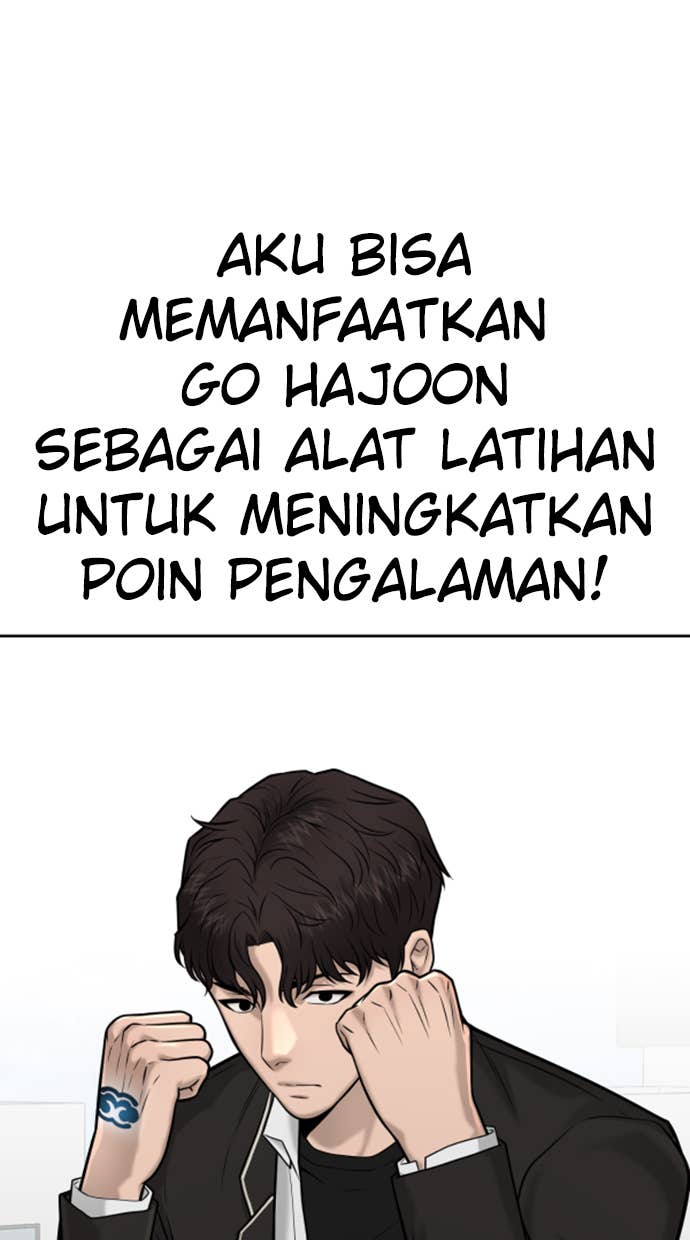 AKU BISA
MEMANFAATKAN
GO HAJOON
SEBAGAI ALAT LATIHAN
UNTUK MENINGKATKAN
POIN PENGALAMAN!